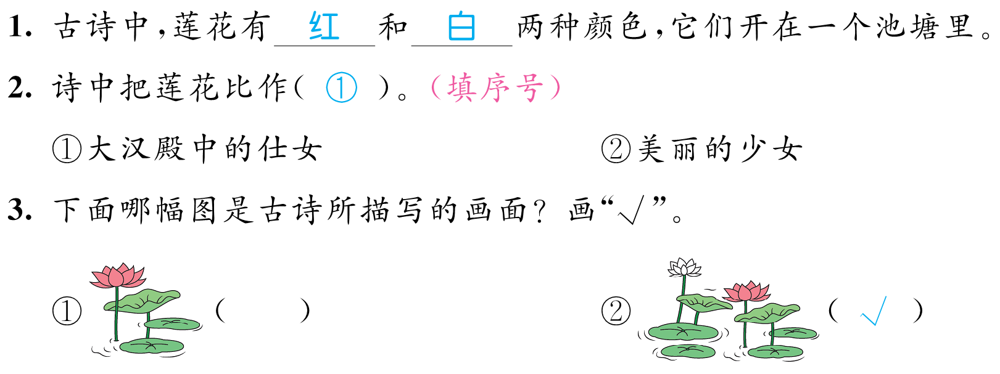 1. 古诗中,莲花有 红 和 白 两种颜色,它们开在一个池塘里。
2. 诗中把莲花比作( ① )。(填序号)
①大汉殿中的仕女 ②美丽的少女
3. 下面哪幅图是古诗所描写的画面? 画“√”。
① ( ) ② ( √ )